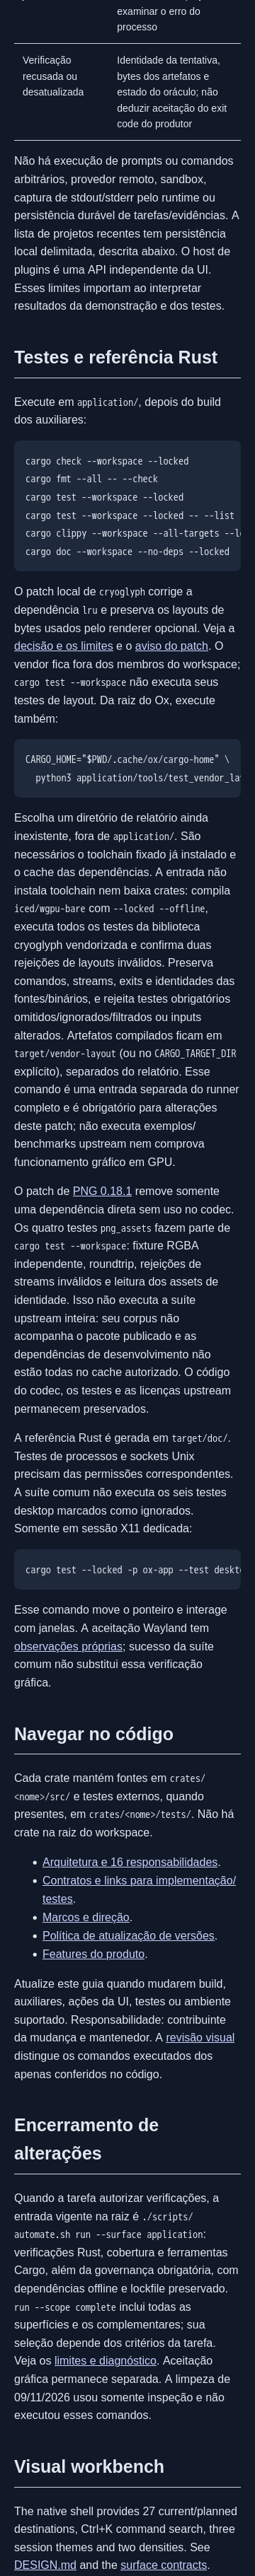 examinar o erro do
processo
Verificação
recusada ou
desatualizada
Identidade da tentativa,
bytes dos artefatos e
estado do oráculo; não
deduzir aceitação do exit
code do produtor
Não há execução de prompts ou comandos
arbitrários, provedor remoto, sandbox,
captura de stdout/stderr pelo runtime ou
persistência durável de tarefas/evidências. A
lista de projetos recentes tem persistência
local delimitada, descrita abaixo. O host de
plugins é uma API independente da UI.
Esses limites importam ao interpretar
resultados da demonstração e dos testes.
Testes e referência Rust
Execute em application/, depois do build
dos auxiliares:
cargo check --workspace --locked
cargo fmt --all -- --check
cargo test --workspace --locked
cargo test --workspace --locked -- --list
cargo clippy --workspace --all-targets --lo
cargo doc --workspace --no-deps --locked
O patch local de cryoglyph corrige a
dependência lru e preserva os layouts de
bytes usados pelo renderer opcional. Veja a
decisão e os limites e o aviso do patch. O
vendor fica fora dos membros do workspace;
cargo test --workspace não executa seus
testes de layout. Da raiz do Ox, execute
também:
CARGO_HOME="$PWD/.cache/ox/cargo-home" \
python3 application/tools/test_vendor_la
Escolha um diretório de relatório ainda
inexistente, fora de application/. São
necessários o toolchain fixado já instalado e
o cache das dependências. A entrada não
instala toolchain nem baixa crates: compila
iced/wgpu-bare com --locked --offline,
executa todos os testes da biblioteca
cryoglyph vendorizada e confirma duas
rejeições de layouts inválidos. Preserva
comandos, streams, exits e identidades das
fontes/binários, e rejeita testes obrigatórios
omitidos/ignorados/filtrados ou inputs
alterados. Artefatos compilados ficam em
target/vendor-layout (ou no CARGO_TARGET_DIR
explícito), separados do relatório. Esse
comando é uma entrada separada do runner
completo e é obrigatório para alterações
deste patch; não executa exemplos/
benchmarks upstream nem comprova
funcionamento gráfico em GPU.
O patch de PNG 0.18.1 remove somente
uma dependência direta sem uso no codec.
Os quatro testes png_assets fazem parte de
cargo test --workspace: fixture RGBA
independente, roundtrip, rejeições de
streams inválidos e leitura dos assets de
identidade. Isso não executa a suíte
upstream inteira: seu corpus não
acompanha o pacote publicado e as
dependências de desenvolvimento não
estão todas no cache autorizado. O código
do codec, os testes e as licenças upstream
permanecem preservados.
A referência Rust é gerada em target/doc/.
Testes de processos e sockets Unix
precisam das permissões correspondentes.
A suíte comum não executa os seis testes
desktop marcados como ignorados.
Somente em sessão X11 dedicada:
cargo test --locked -p ox-app --test deskto
Esse comando move o ponteiro e interage
com janelas. A aceitação Wayland tem
observações próprias; sucesso da suíte
comum não substitui essa verificação
gráfica.
Navegar no código
Cada crate mantém fontes em crates/
<nome>/src/ e testes externos, quando
presentes, em crates/<nome>/tests/. Não há
crate na raiz do workspace.
• Arquitetura e 16 responsabilidades.
• Contratos e links para implementação/
testes.
• Marcos e direção.
• Política de atualização de versões.
• Features do produto.
Atualize este guia quando mudarem build,
auxiliares, ações da UI, testes ou ambiente
suportado. Responsabilidade: contribuinte
da mudança e mantenedor. A revisão visual
distingue os comandos executados dos
apenas conferidos no código.
Encerramento de
alterações
Quando a tarefa autorizar verificações, a
entrada vigente na raiz é ./scripts/
automate.sh run --surface application:
verificações Rust, cobertura e ferramentas
Cargo, além da governança obrigatória, com
dependências offline e lockfile preservado.
run --scope complete inclui todas as
superfícies e os complementares; sua
seleção depende dos critérios da tarefa.
Veja os limites e diagnóstico. Aceitação
gráfica permanece separada. A limpeza de
09/11/2026 usou somente inspeção e não
executou esses comandos.
Visual workbench
The native shell provides 27 current/planned
destinations, Ctrl+K command search, three
session themes and two densities. See
DESIGN.md and the surface contracts.